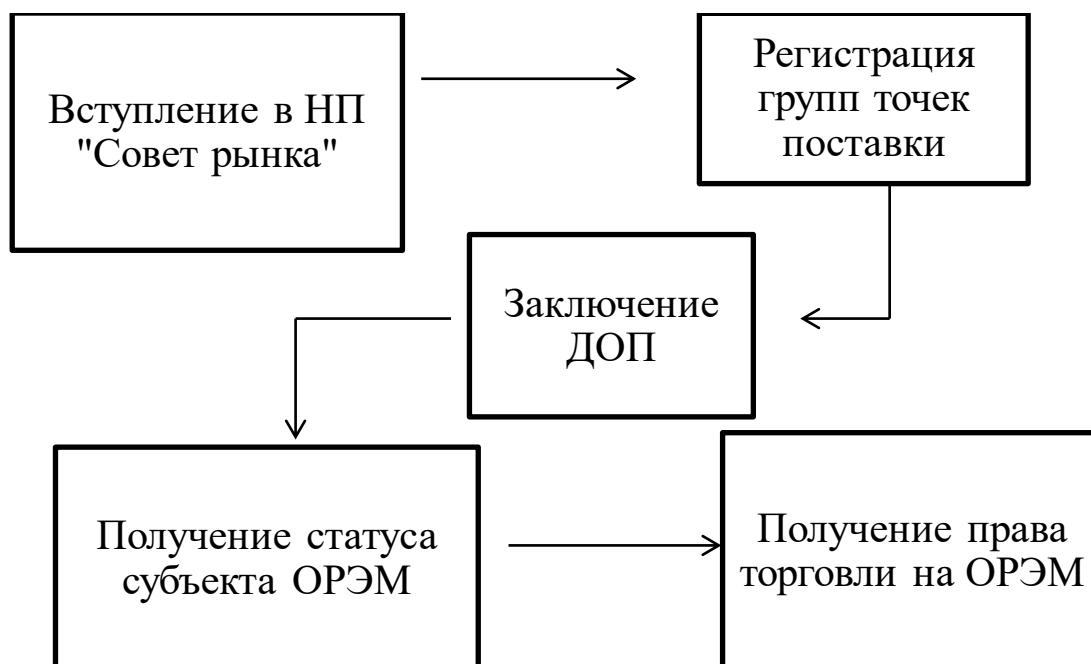 Вступление в НП
"Совет рынка"
Регистрация
групп точек
поставки
Заключение
ДОП
Получение статуса
субъекта ОРЭМ
Получение права
торговли на ОРЭМ